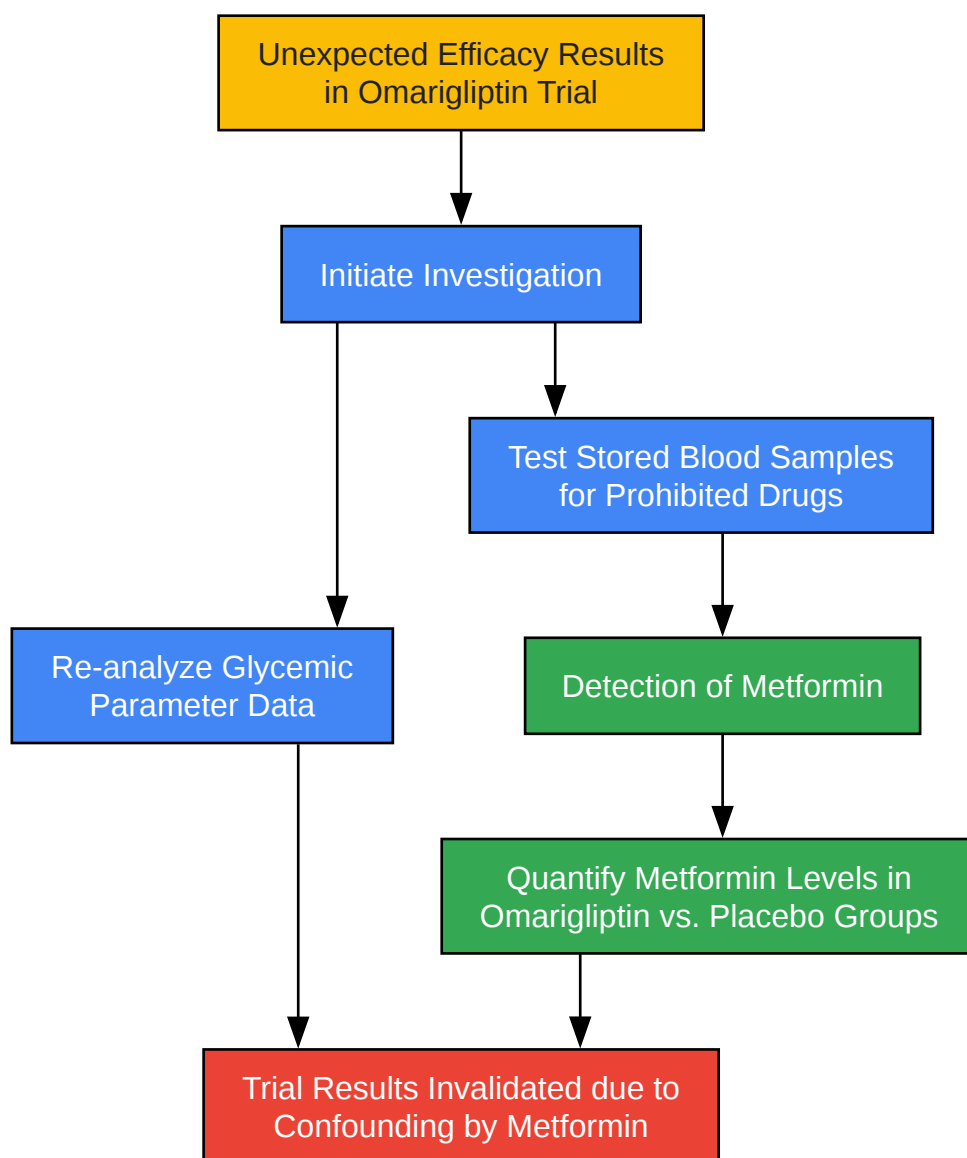 Unexpected Efficacy Results
in Omarigliptin Trial
Initiate Investigation
Test Stored Blood Samples
for Prohibited Drugs
Re-analyze Glycemic
Parameter Data
Detection of Metformin
Quantify Metformin Levels in
Omarigliptin vs. Placebo Groups
Trial Results Invalidated due to
Confounding by Metformin